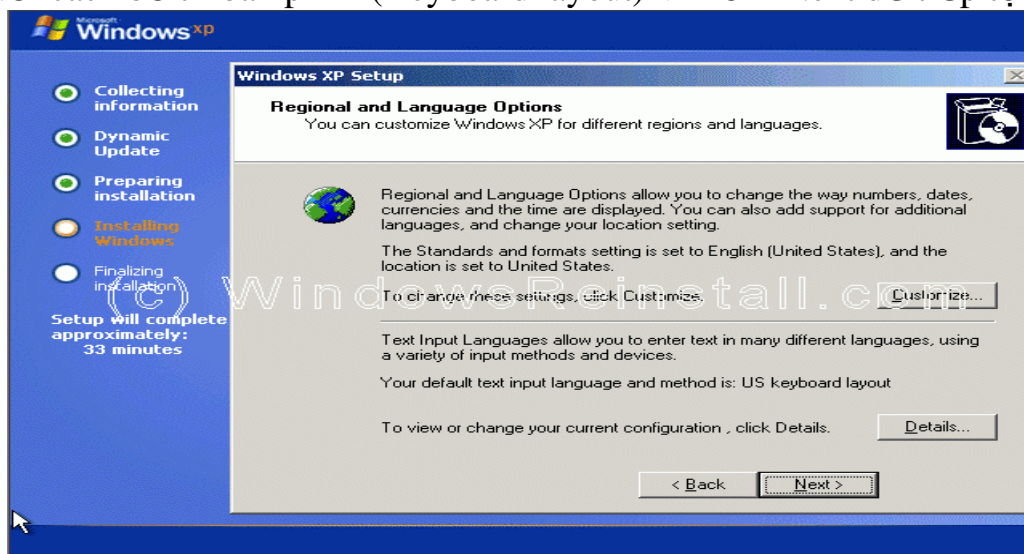 (Keyboard layout)
Microsoft
Windows xp
Collecting
information
Dynamic
Update
Preparing
installation
Installing
Windows
Finalizing
installation
Setup will complete
approximately:
33 minutes
Windows XP Setup
Regional and Language Options
You can customize Windows XP for different regions and languages.
Regional and Language Options allow you to change the way numbers, dates,
currencies and the time are displayed. You can also add support for additional
languages, and change your location setting.
The Standards and formats setting is set to English (United States), and the
location is set to United States.
To change these settings, click Customize.
Customize...
(c) WindowsReinstall.com
Text Input Languages allow you to enter text in many different languages, using
a variety of input methods and devices.
Your default text input language and method is: US keyboard layout
To view or change your current configuration , click Details.
Details...
< Back
Next >